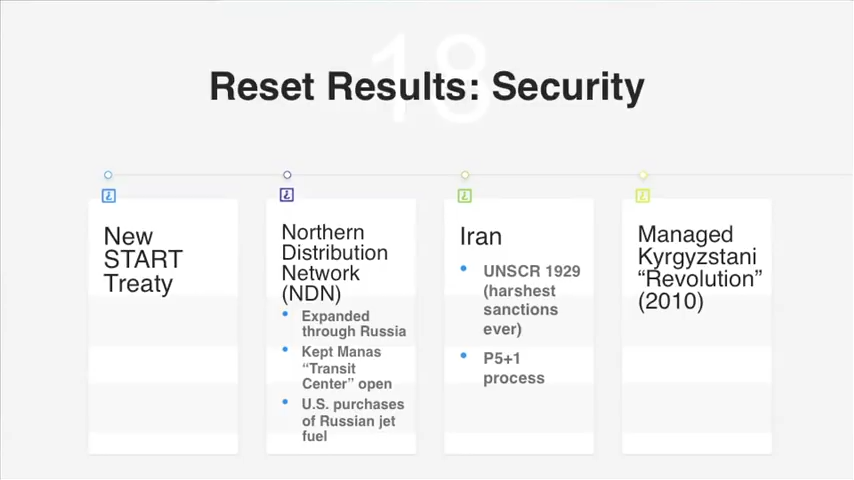 18
Reset Results: Security
¿
New
START
Treaty
¿
Northern
Distribution
Network
(NDN)
• Expanded
through Russia
• Kept Manas
“Transit
Center” open
• U.S. purchases
of Russian jet
fuel
¿
Iran
• UNSCR 1929
(harshest
sanctions
ever)
• P5+1
process
¿
Managed
Kyrgyzstani
“Revolution”
(2010)